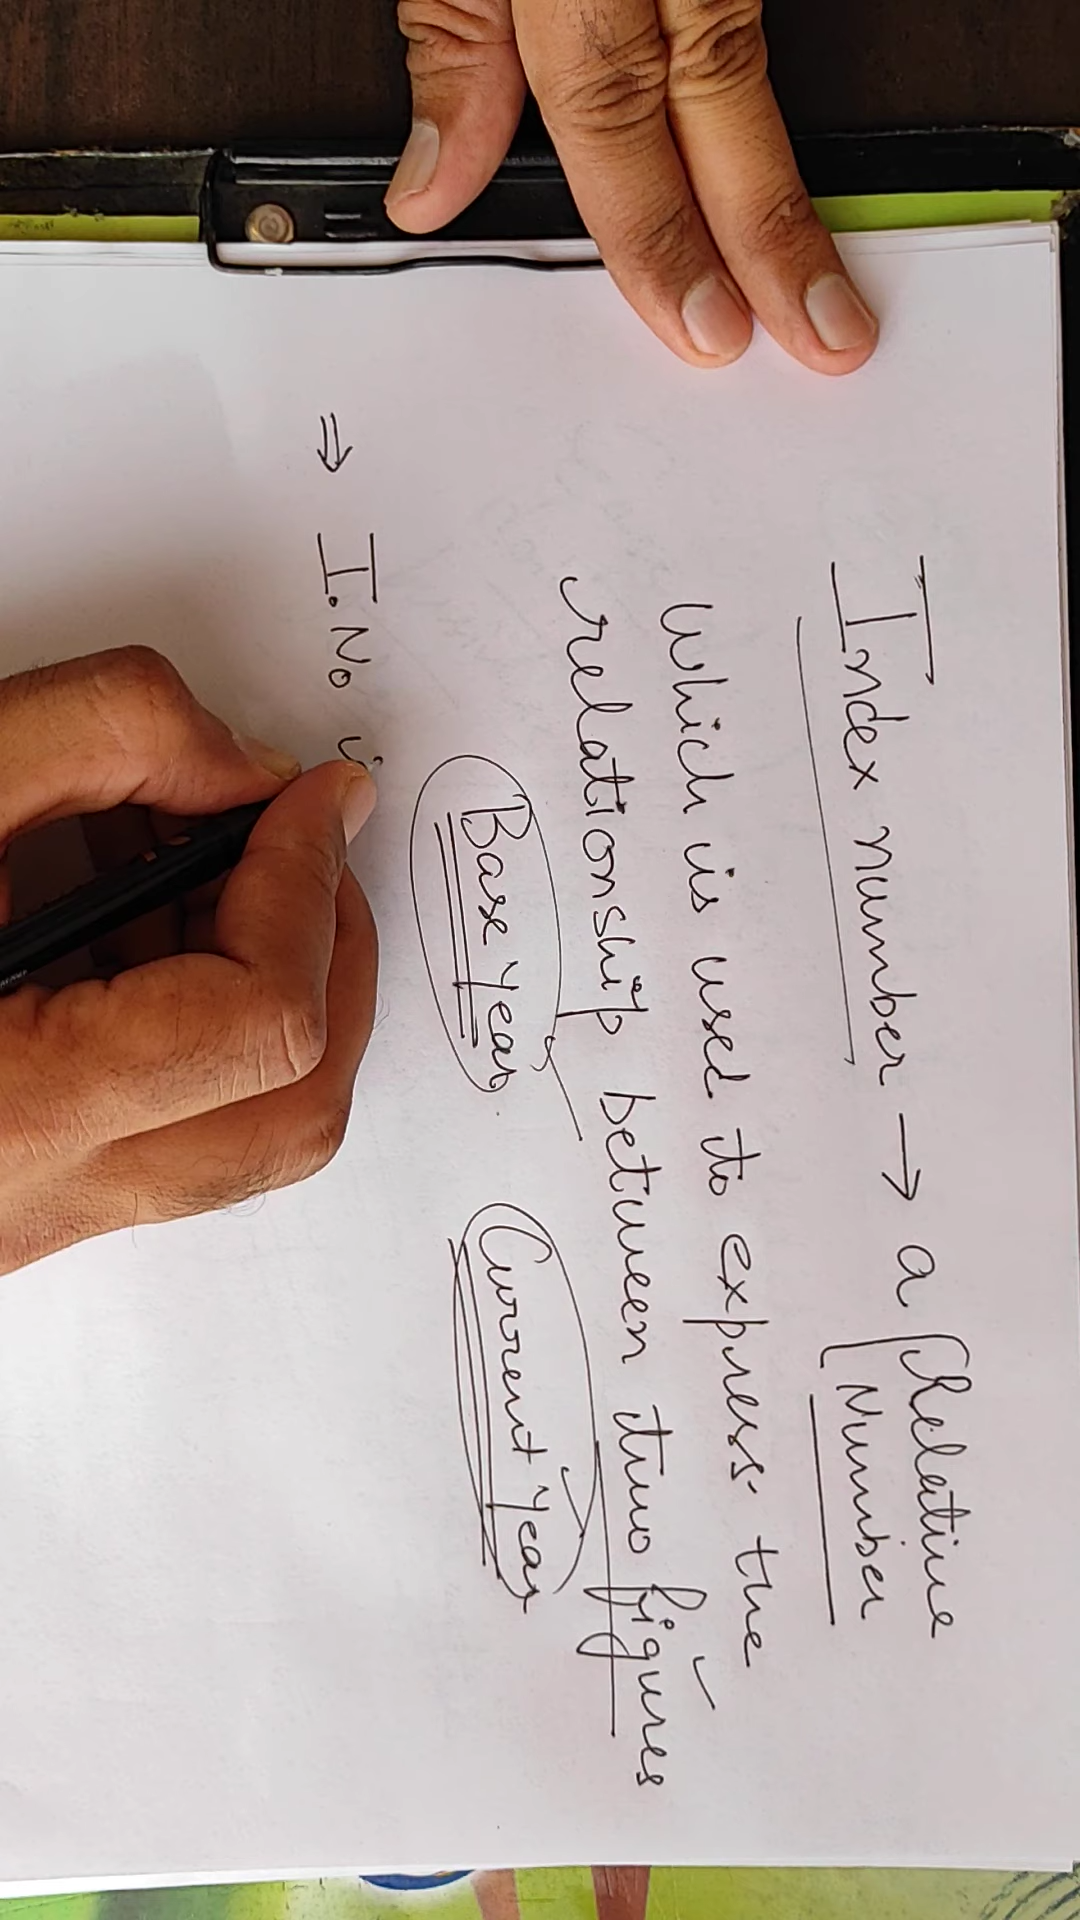 Index number → a Relative
Number
which is used to express the
relationship between two figures
Base Year
Current Year
⇒ I. No